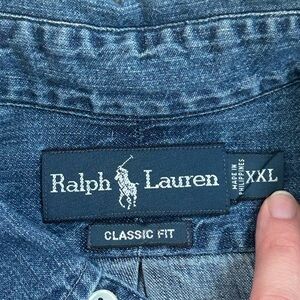 Ralph Lauren
MADE IN
PHILIPPINES
XXL
CLASSIC FIT